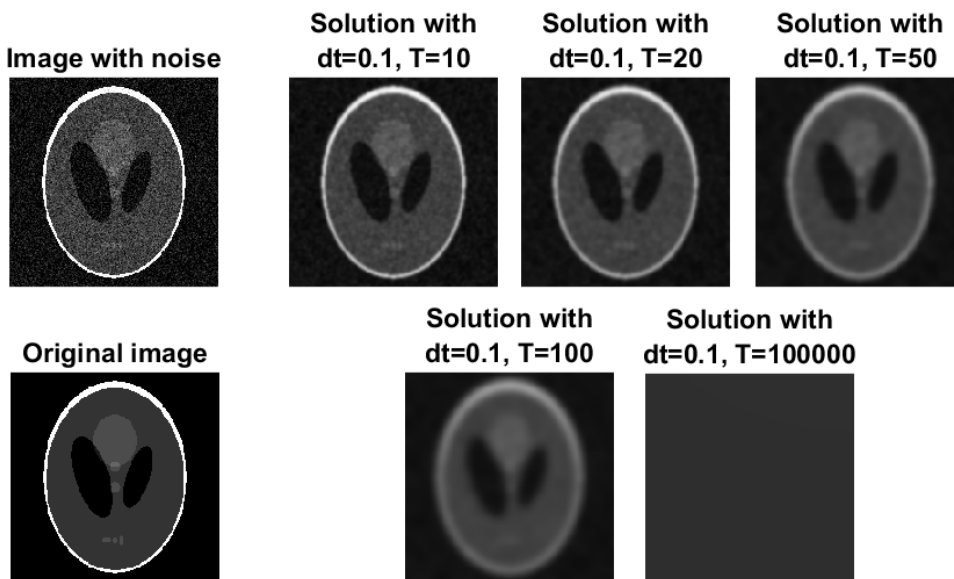 Image with noise
Solution with
dt=0.1, T=10
Solution with
dt=0.1, T=20
Solution with
dt=0.1, T=50
Original image
Solution with
dt=0.1, T=100
Solution with
dt=0.1, T=100000